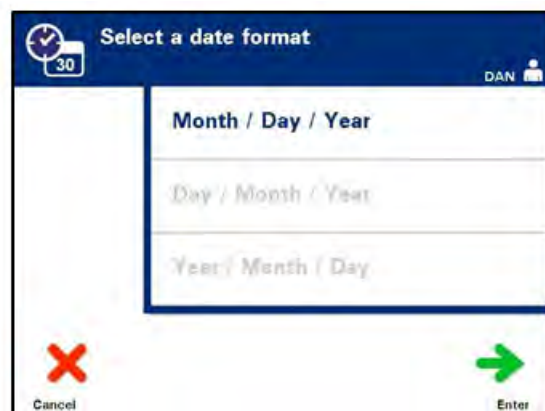 Select a date format
30
DAN
Month / Day / Year
Day / Month / Year
Year / Month / Day
Cancel
Enter